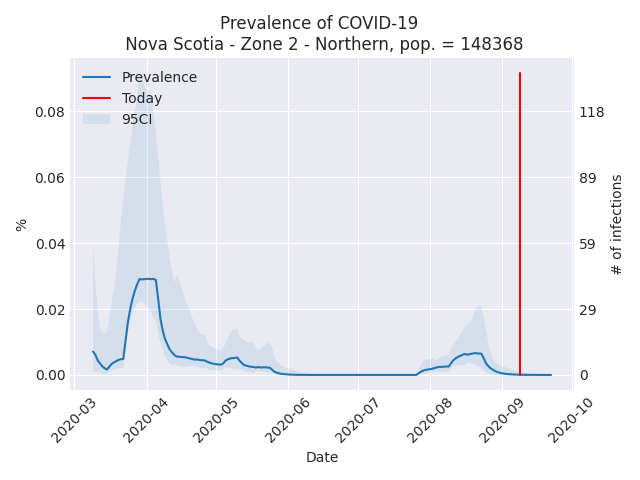 Prevalence of COVID-19
Nova Scotia - Zone 2 - Northern, pop. = 148368
Prevalence
Today
95CI
0.08
0.06
0.04
0.02
0.00
%
118
89
59
29
0
# of infections
2020-03
2020-04
2020-05
2020-06
2020-07
2020-08
2020-09
2020-10
Date